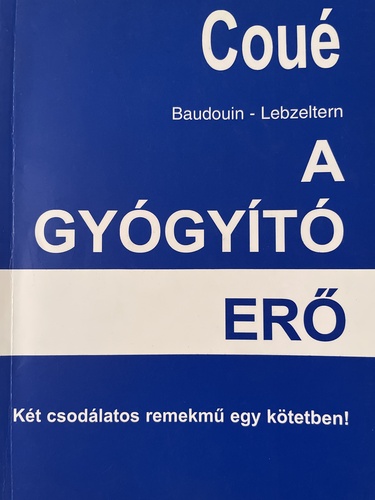 Coué
Baudouin - Lebzeltern
A
GYÓGYÍTÓ
ERŐ
Két csodálatos remekmű egy kötetben!